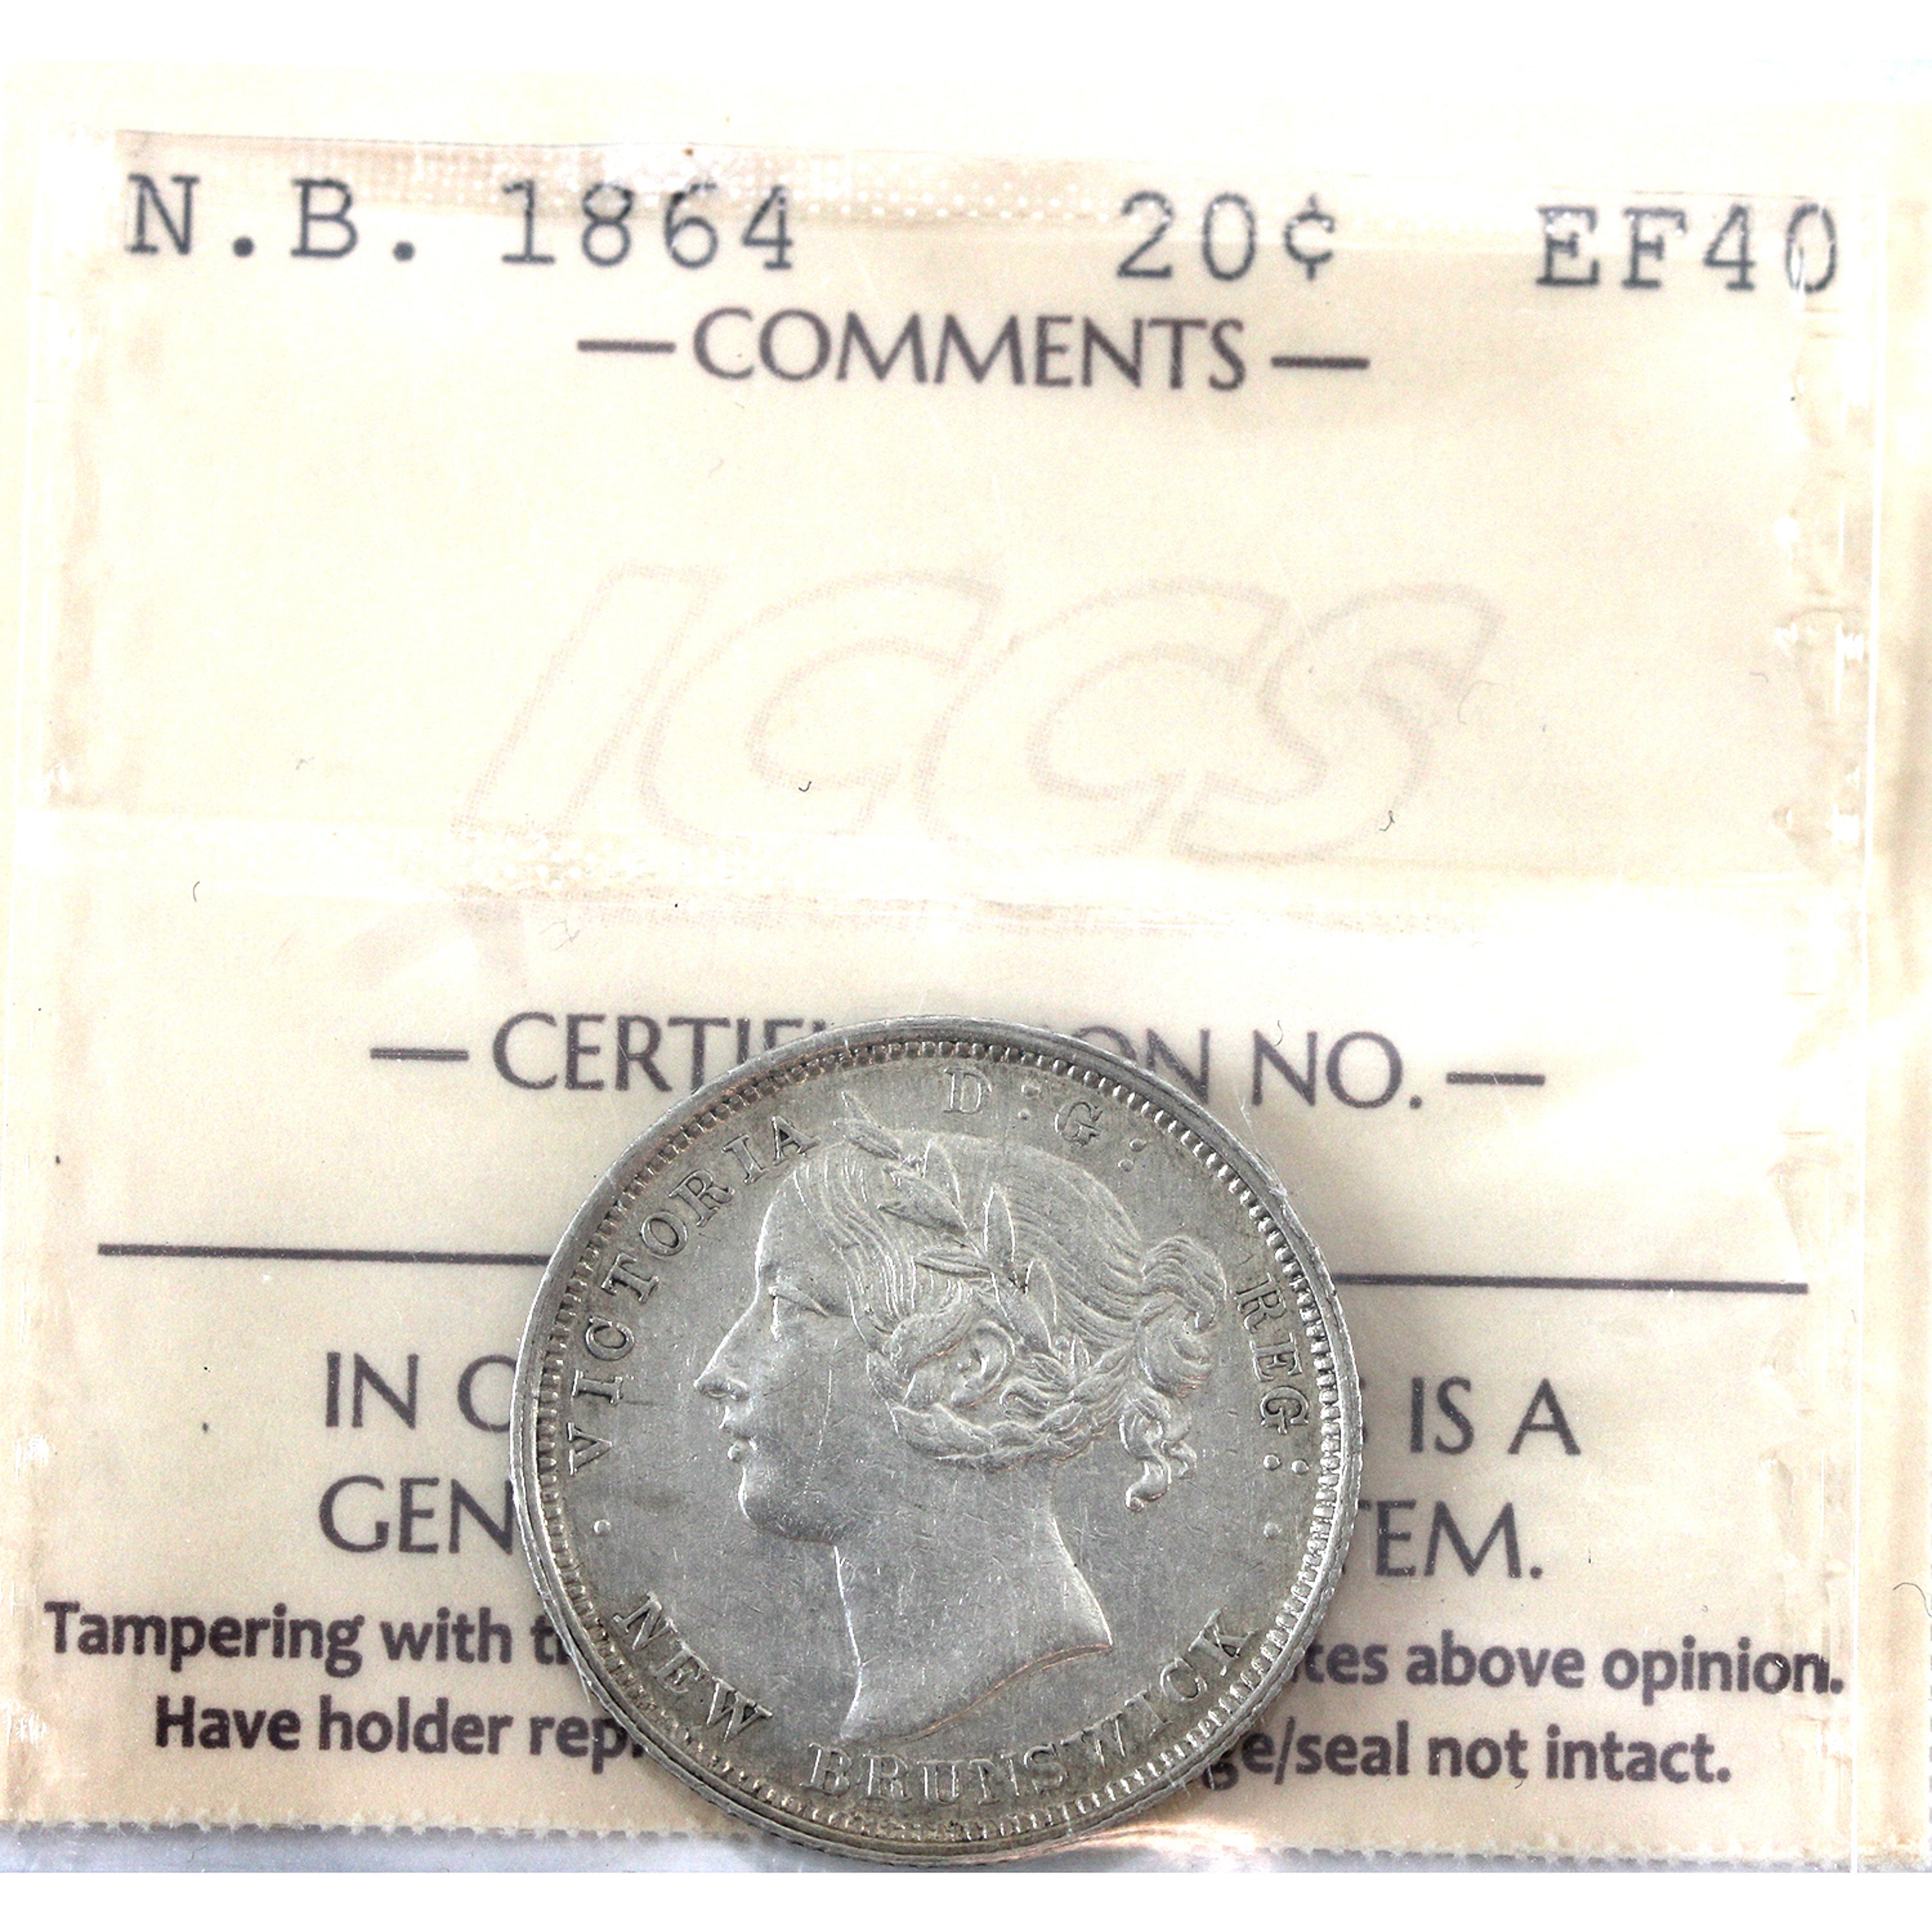 N.B. 1864 20¢ EF40
— COMMENTS —
ICCS
— CERTIFI ON NO. —
IN O IS A
GEN TEM.
Tampering with t tes above opinion.
Have holder rep ge/seal not intact.
VICTORIA D:G: REG:
· NEW BRUNSWICK ·